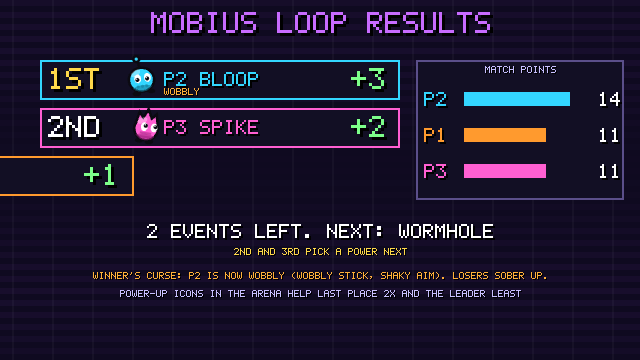 MOBIUS LOOP RESULTS
1ST P2 BLOOP +3
WOBBLY
2ND P3 SPIKE +2
+1
MATCH POINTS
P2 14
P1 11
P3 11
2 EVENTS LEFT. NEXT: WORMHOLE
2ND AND 3RD PICK A POWER NEXT
WINNER'S CURSE: P2 IS NOW WOBBLY (WOBBLY STICK, SHAKY AIM). LOSERS SOBER UP.
POWER-UP ICONS IN THE ARENA HELP LAST PLACE 2X AND THE LEADER LEAST